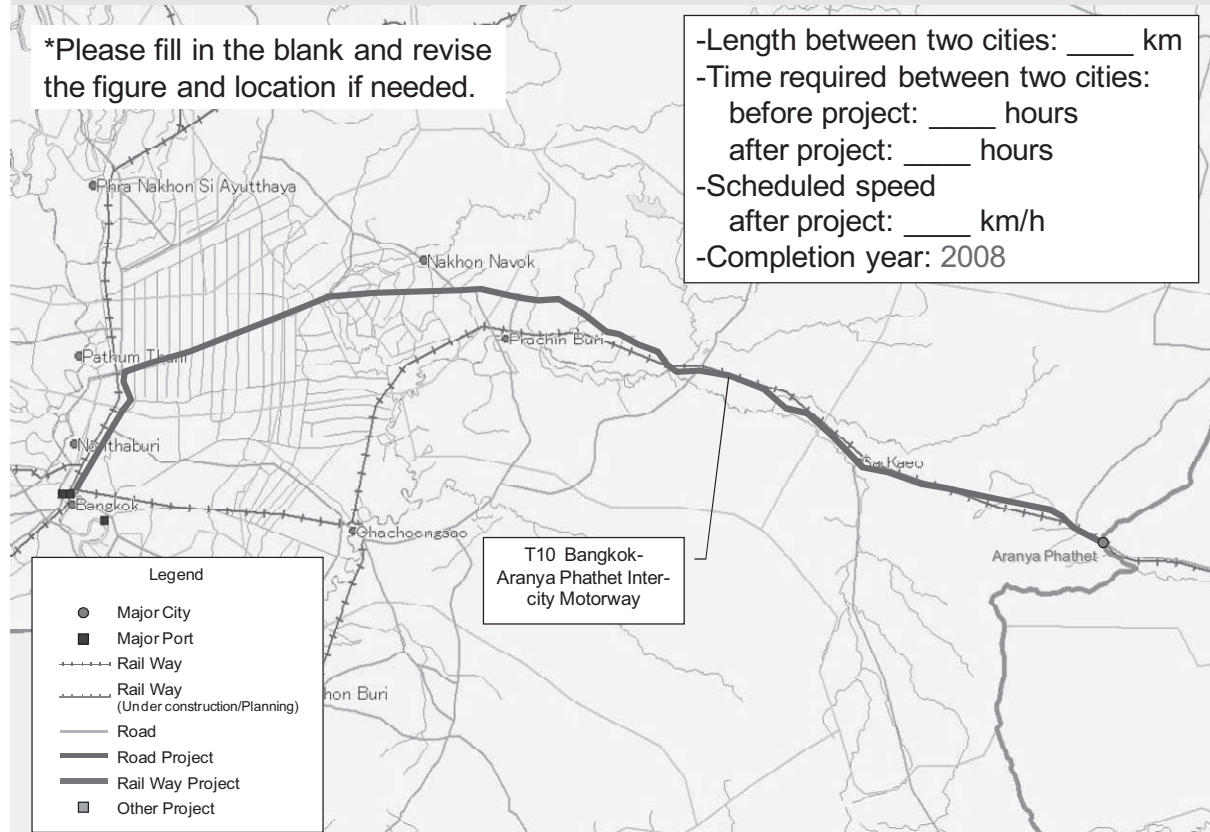 *Please fill in the blank and revise
the figure and location if needed.
-Length between two cities: ____ km
-Time required between two cities:
before project: ____ hours
after project: ____ hours
-Scheduled speed
after project: ____ km/h
-Completion year: 2008
Phra Nakhon Si Ayutthaya
Nakhon Navok
Prachin Buri
Pathum Thani
Nonthaburi
Sa Kaeo
Bangkok
Chachoengsao
Aranya Phathet
T10 Bangkok-
Aranya Phathet Inter-
city Motorway
Legend
Major City
Major Port
Rail Way
Rail Way
(Under construction/Planning)
Road
Road Project
Rail Way Project
Other Project
hon Buri